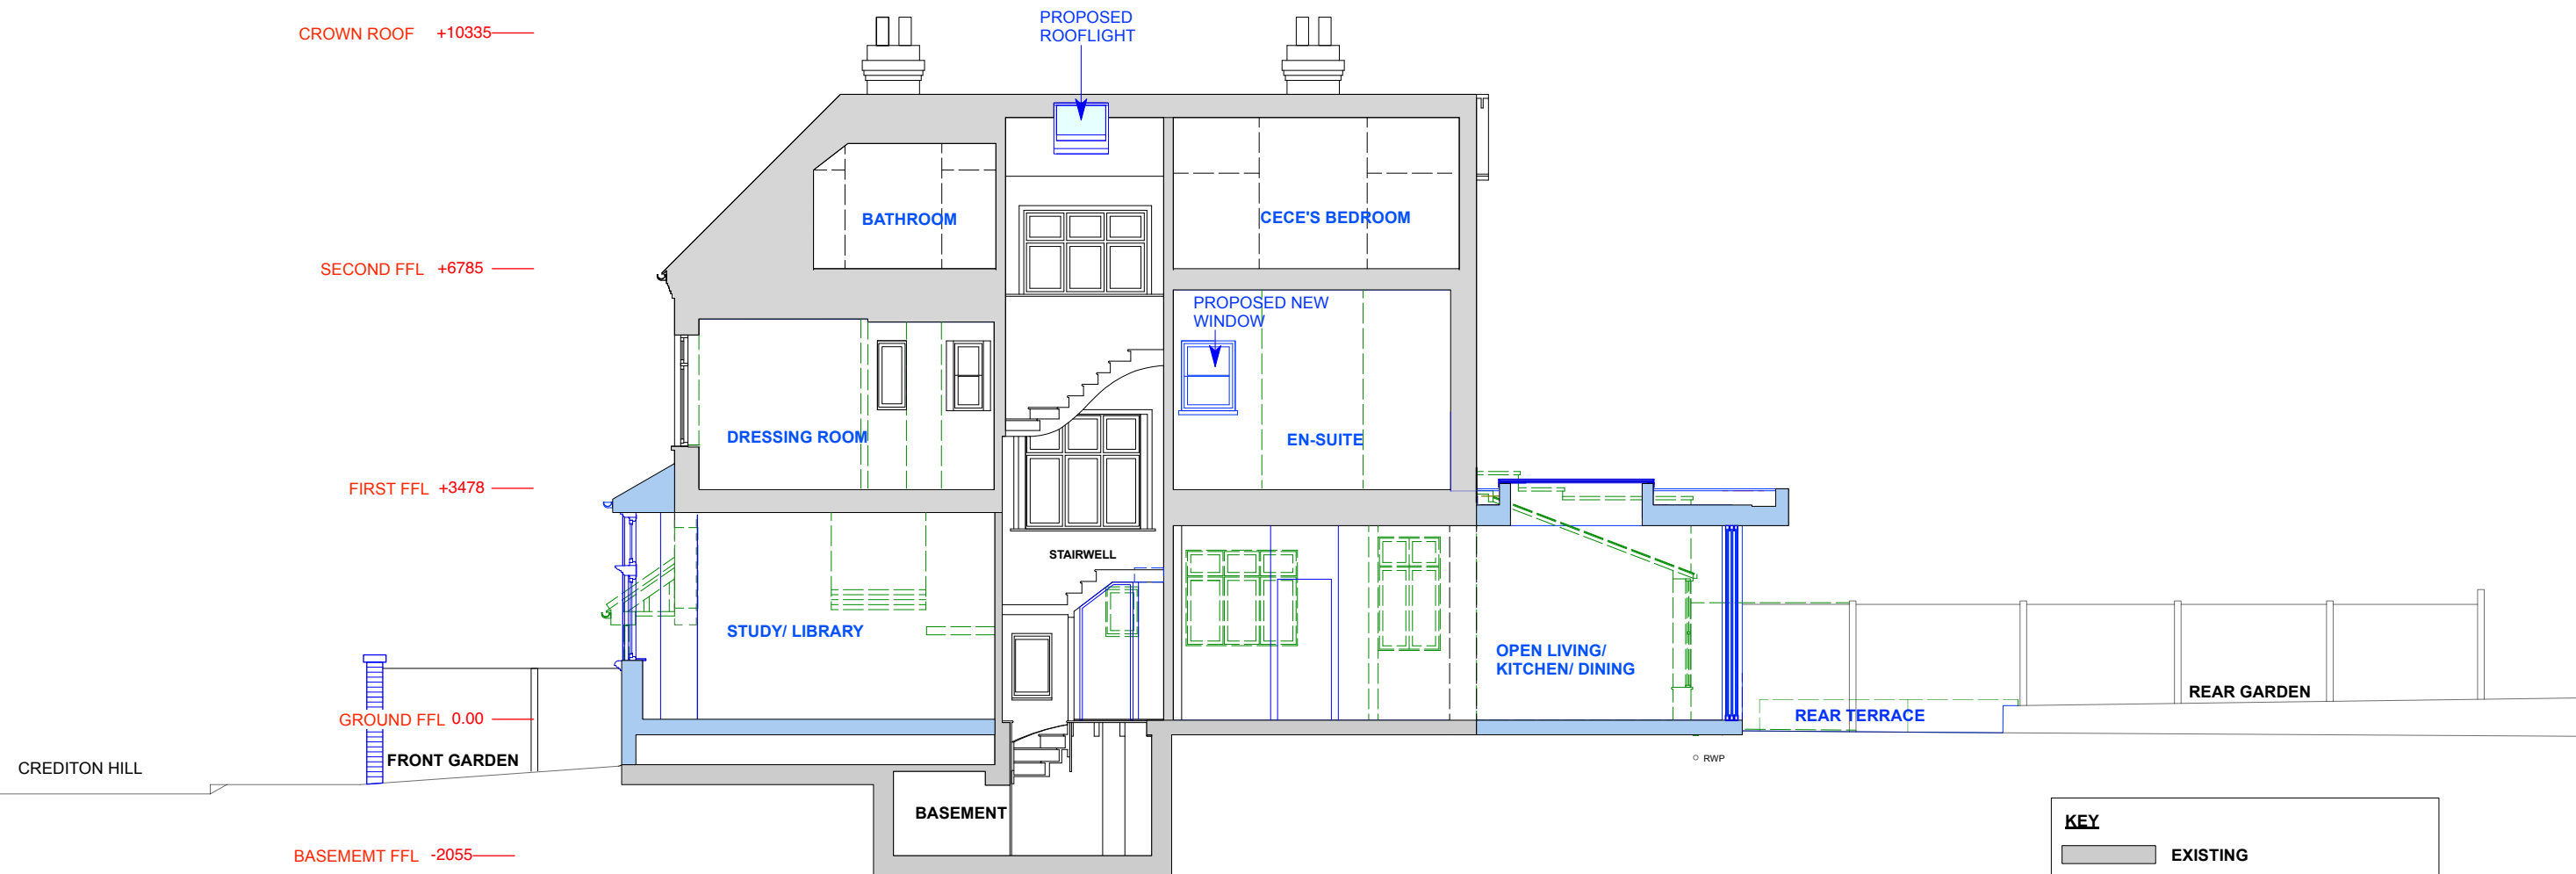 CROWN ROOF +10335
PROPOSED
ROOFLIGHT
BATHROOM
CECE'S BEDROOM
SECOND FFL +6785
PROPOSED NEW
WINDOW
DRESSING ROOM
EN-SUITE
FIRST FFL +3478
STAIRWELL
STUDY/ LIBRARY
OPEN LIVING/
KITCHEN/ DINING
REAR GARDEN
GROUND FFL 0.00
REAR TERRACE
FRONT GARDEN
CREDITON HILL
RWP
BASEMENT
KEY
BASEMEMT FFL -2055
EXISTING